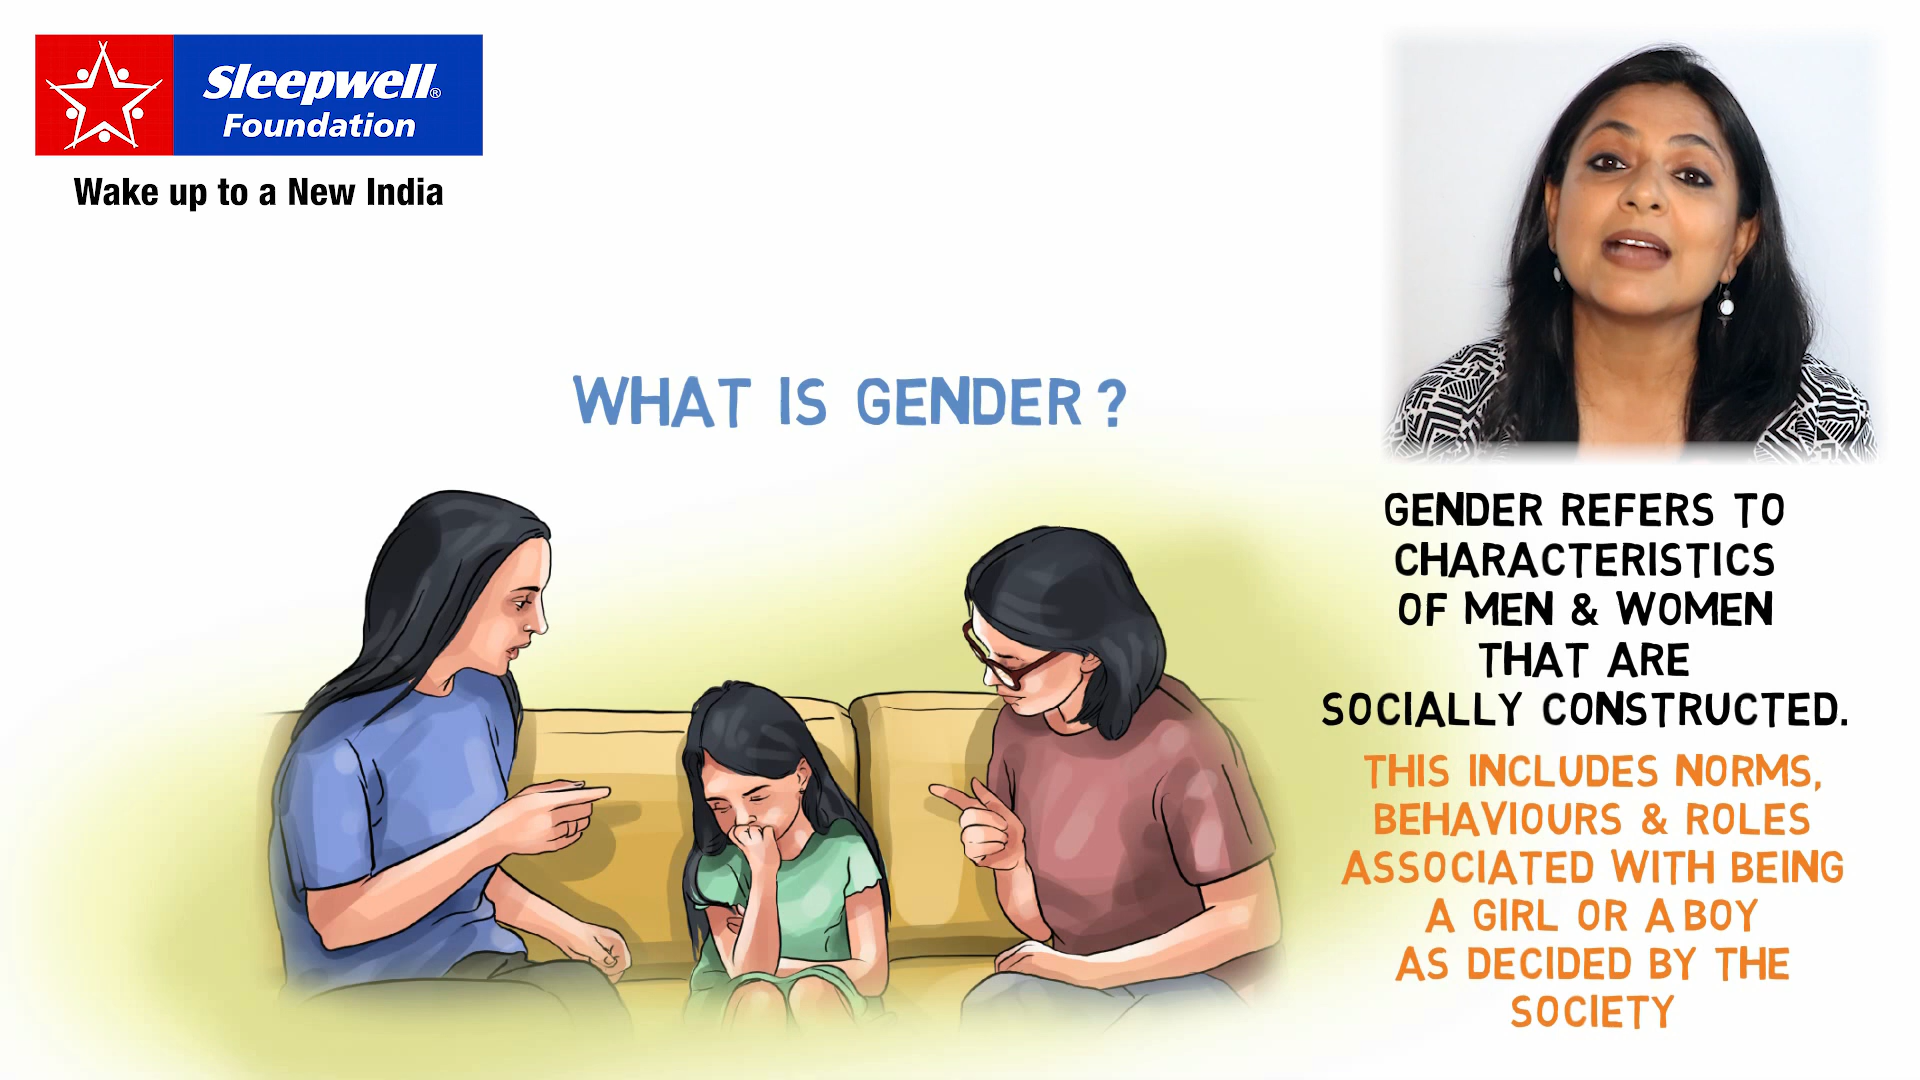 Sleepwell®
Foundation
Wake up to a New India
WHAT IS GENDER?
GENDER REFERS TO
CHARACTERISTICS
OF MEN & WOMEN
THAT ARE
SOCIALLY CONSTRUCTED.
THIS INCLUDES NORMS,
BEHAVIOURS & ROLES
ASSOCIATED WITH BEING
A GIRL OR A BOY
AS DECIDED BY THE
SOCIETY